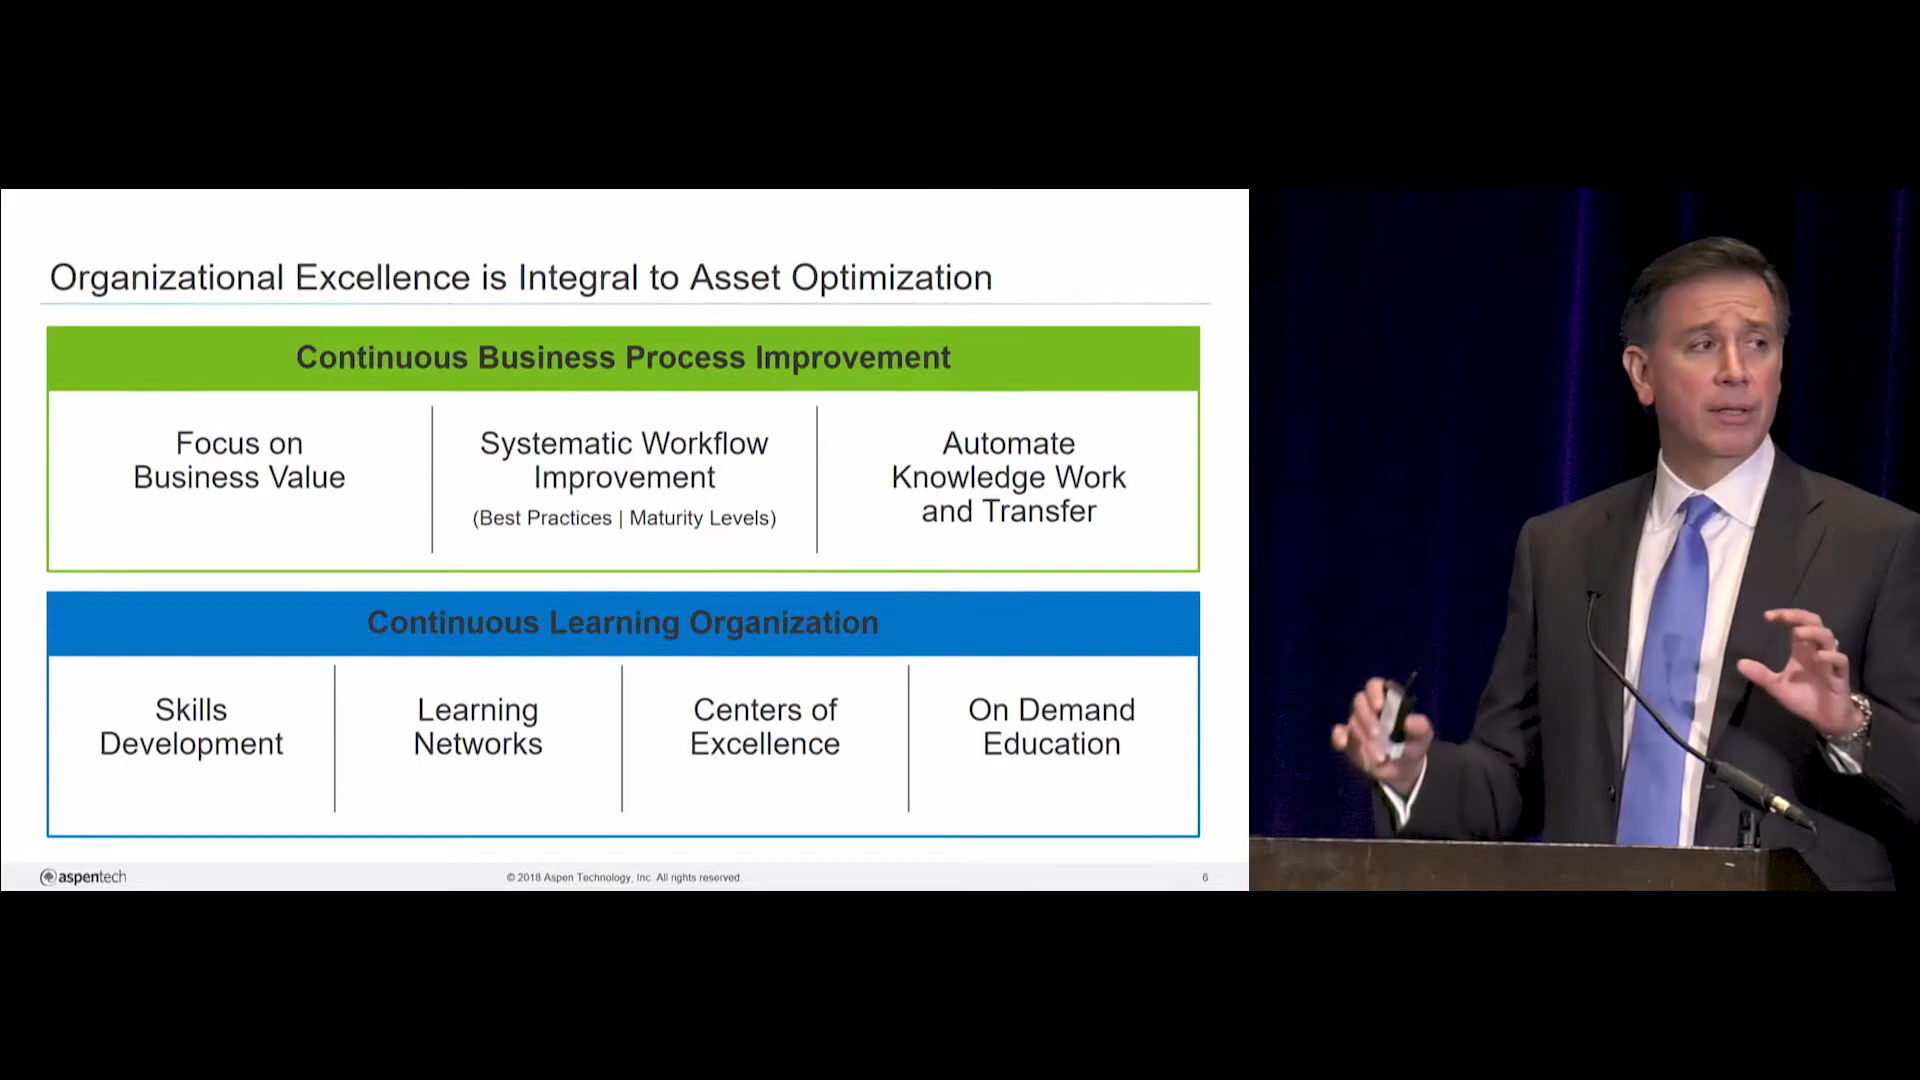 Organizational Excellence is Integral to Asset Optimization
Continuous Business Process Improvement
Focus on
Business Value
Systematic Workflow
Improvement
(Best Practices | Maturity Levels)
Automate
Knowledge Work
and Transfer
Continuous Learning Organization
Skills
Development
Learning
Networks
Centers of
Excellence
On Demand
Education
aspentech
© 2018 Aspen Technology, Inc. All rights reserved.
6